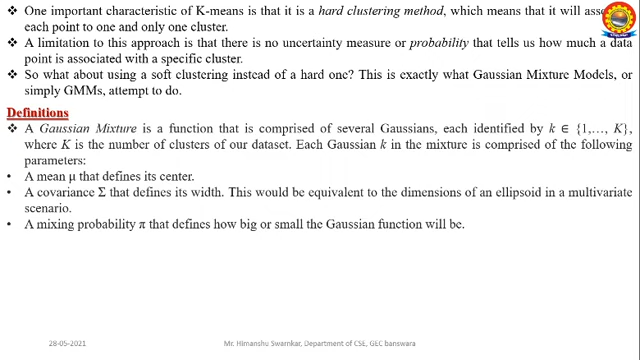 ❖ One important characteristic of K-means is that it is a hard clustering method, which means that it will
each point to one and only one cluster.
❖ A limitation to this approach is that there is no uncertainty measure or probability that tells us how much a data
point is associated with a specific cluster.
❖ So what about using a soft clustering instead of a hard one? This is exactly what Gaussian Mixture Models, or
simply GMMs, attempt to do.
Definitions
❖ A Gaussian Mixture is a function that is comprised of several Gaussians, each identified by k ∈ {1,…, K},
where K is the number of clusters of our dataset. Each Gaussian k in the mixture is comprised of the following
parameters:
• A mean μ that defines its center.
• A covariance Σ that defines its width. This would be equivalent to the dimensions of an ellipsoid in a multivariate
scenario.
• A mixing probability π that defines how big or small the Gaussian function will be.
28-05-2021
Mr. Himanshu Swarnkar, Department of CSE, GEC banswara